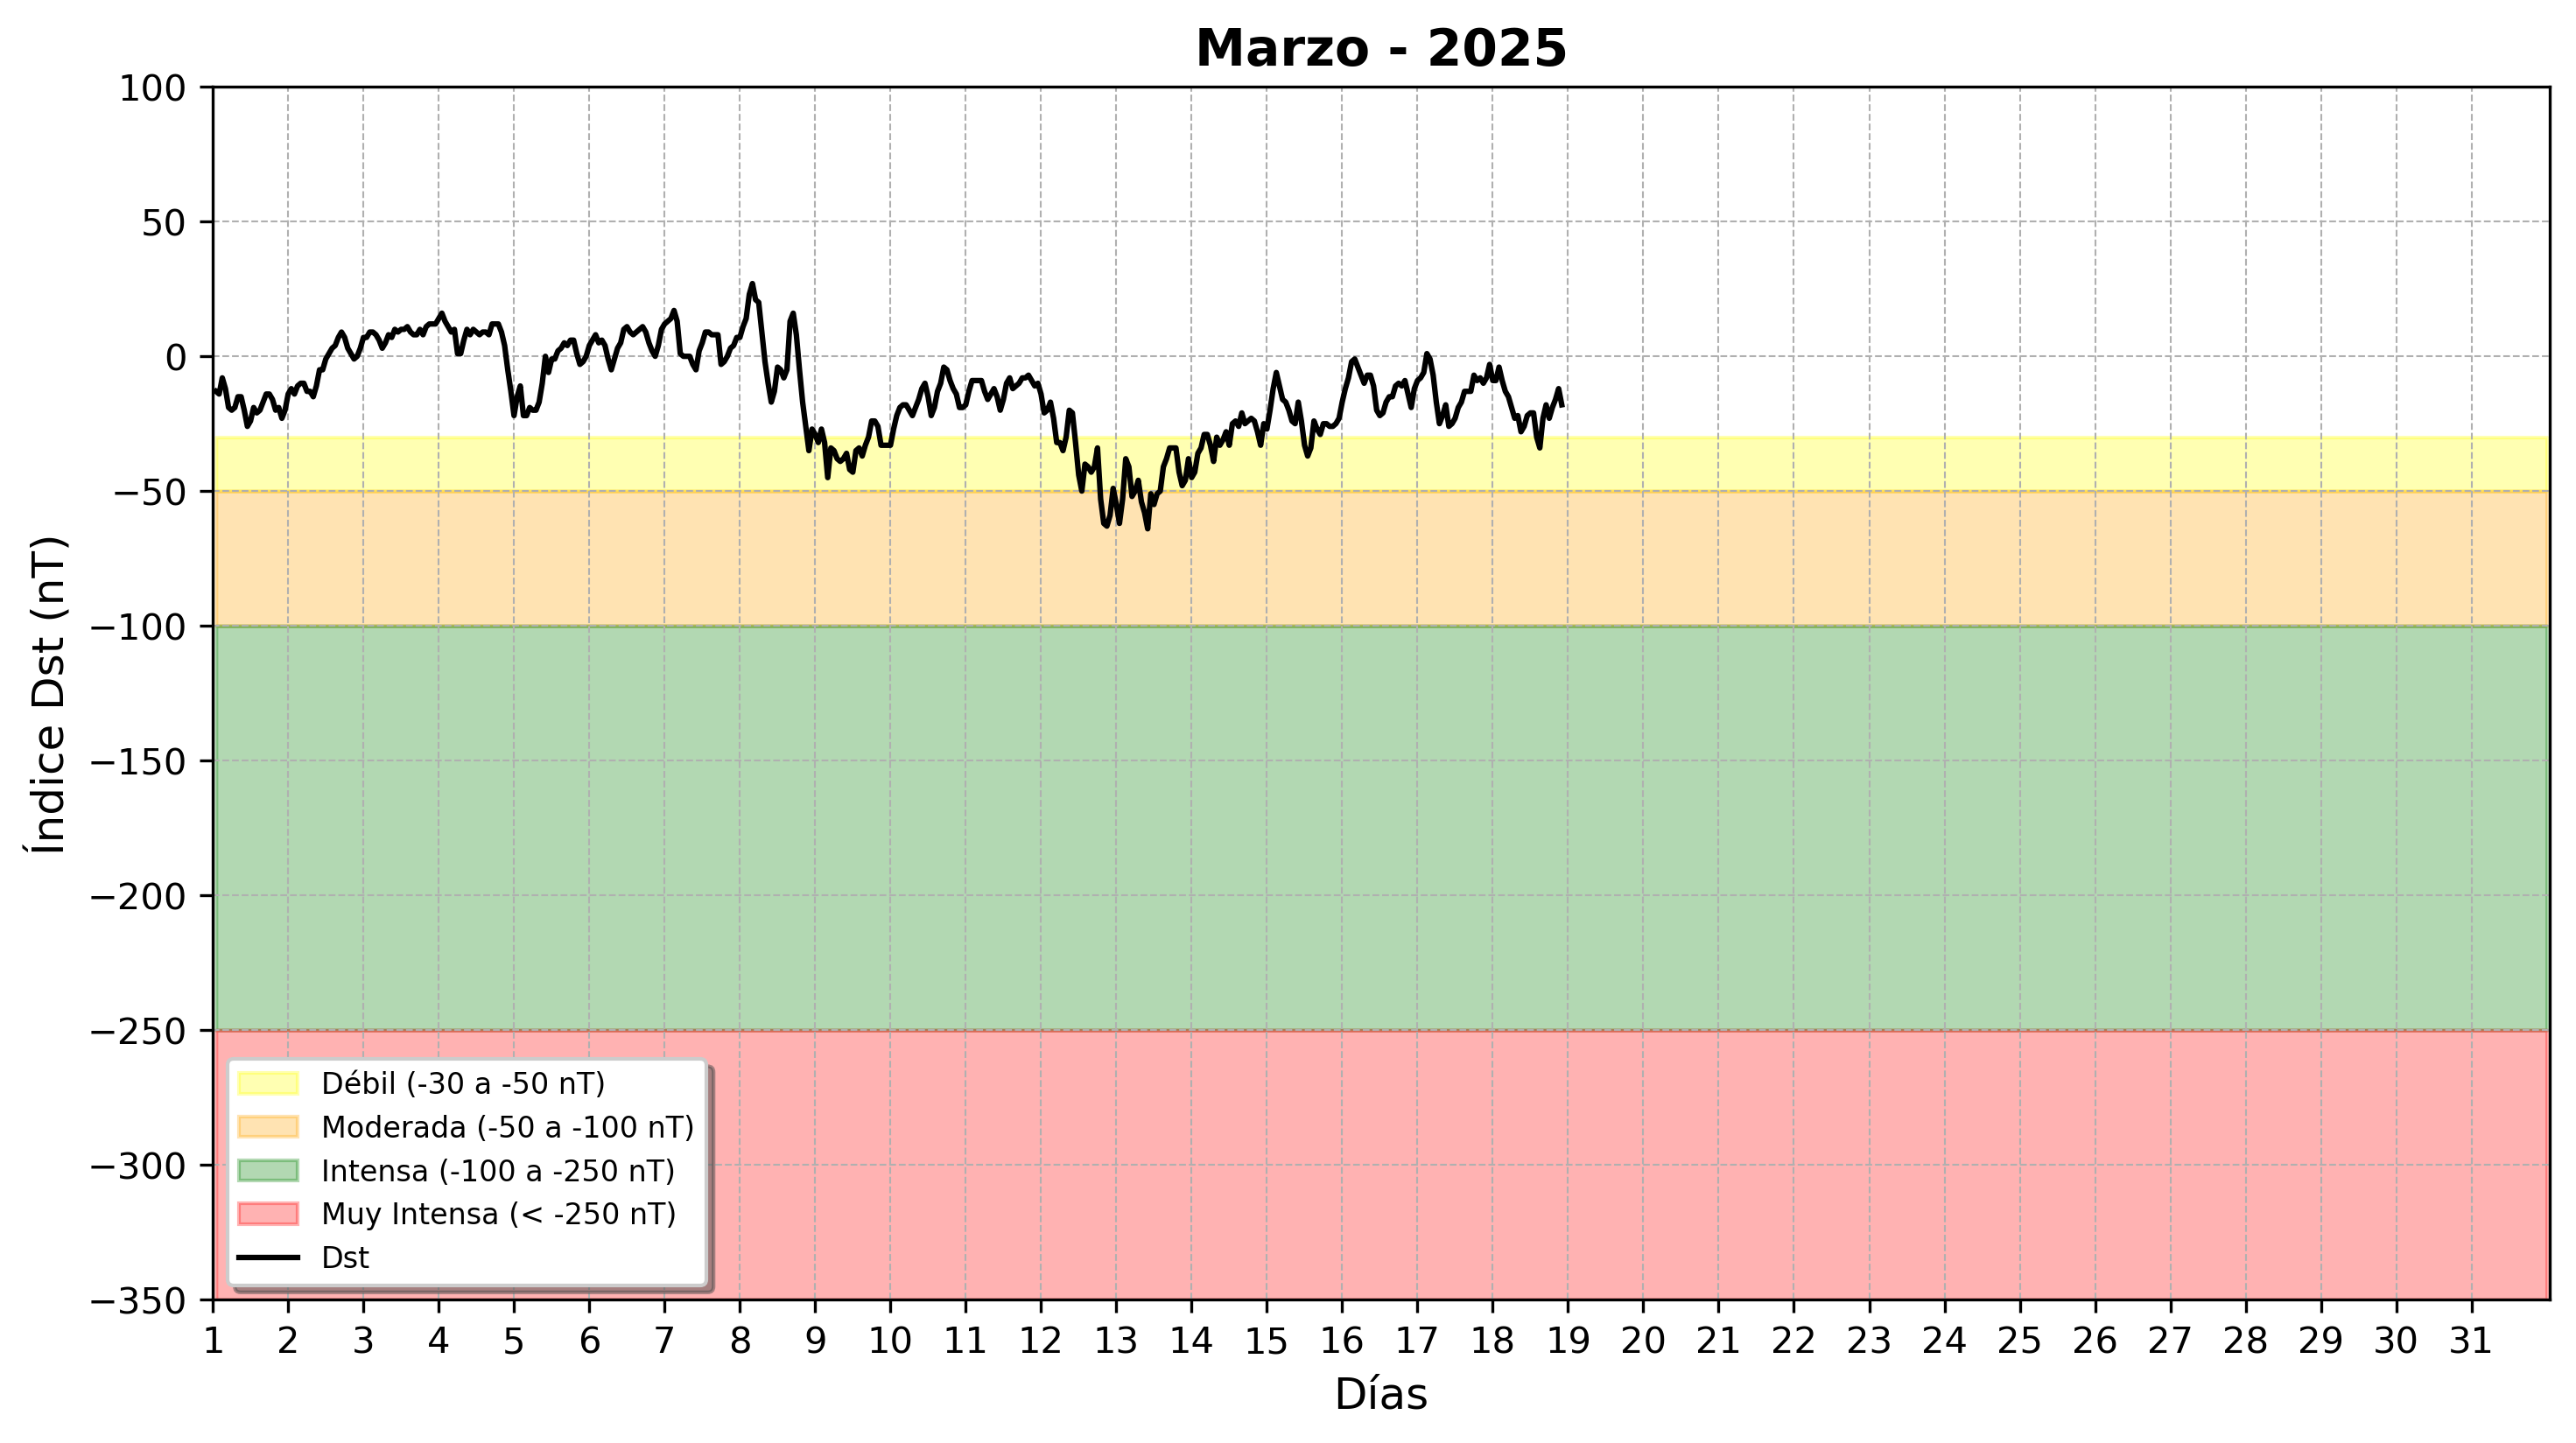 Marzo - 2025
100
50
0
−50
−100
−150
−200
−250
−300
−350
Índice Dst (nT)
Débil (-30 a -50 nT)
Moderada (-50 a -100 nT)
Intensa (-100 a -250 nT)
Muy Intensa (< -250 nT)
Dst
1 2 3 4 5 6 7 8 9 10 11 12 13 14 15 16 17 18 19 20 21 22 23 24 25 26 27 28 29 30 31
Días